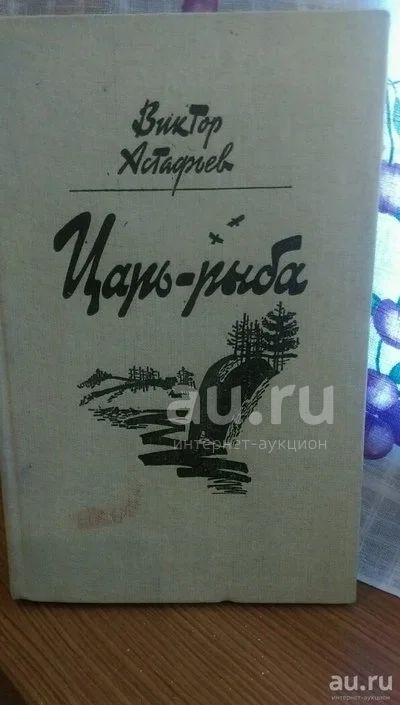 Виктор
Астафьев
Царь-рыба
au.ru
интернет-аукцион
au.ru
интернет-аукцион